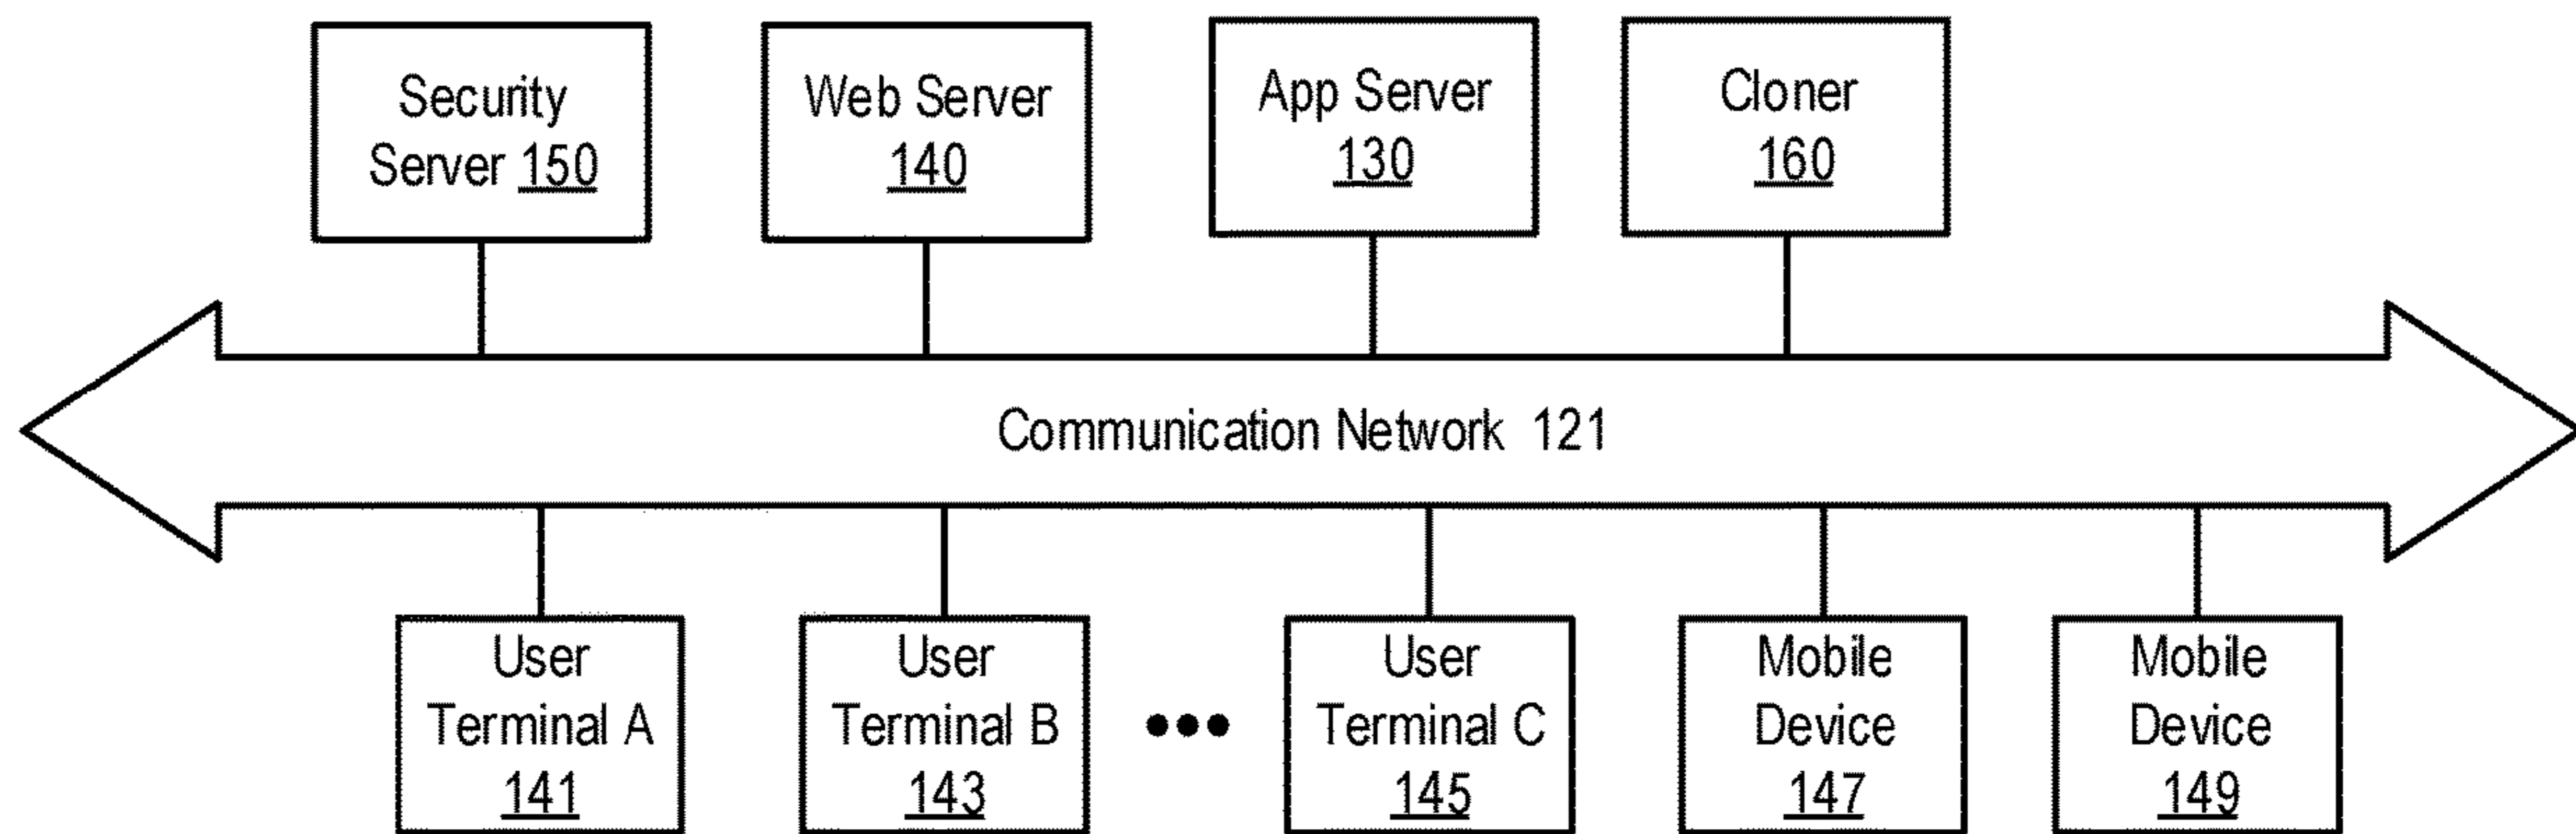 Security
Server 150
Web Server
140
App Server
130
Cloner
160
Communication Network 121
User
Terminal A
141
User
Terminal B
143
•••
User
Terminal C
145
Mobile
Device
147
Mobile
Device
149